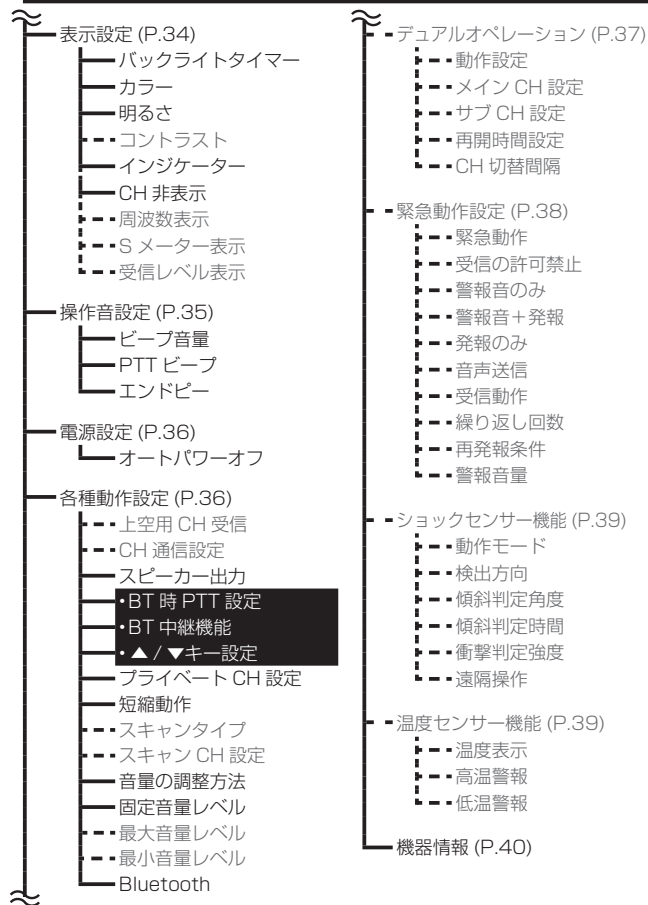 表示設定 (P.34)
バックライトタイマー
カラー
明るさ
コントラスト
インジケーター
CH 非表示
周波数表示
S メーター表示
受信レベル表示
操作音設定 (P.35)
ビープ音量
PTT ビープ
エンドピー
電源設定 (P.36)
オートパワーオフ
各種動作設定 (P.36)
上空用 CH 受信
CH 通信設定
スピーカー出力
•BT 時 PTT 設定
•BT 中継機能
•▲ / ▼キー設定
プライベート CH 設定
短縮動作
スキャンタイプ
スキャン CH 設定
音量の調整方法
固定音量レベル
最大音量レベル
最小音量レベル
Bluetooth
デュアルオペレーション (P.37)
動作設定
メイン CH 設定
サブ CH 設定
再開時間設定
CH 切替間隔
緊急動作設定 (P.38)
緊急動作
受信の許可禁止
警報音のみ
警報音＋発報
発報のみ
音声送信
受信動作
繰り返し回数
再発報条件
警報音量
ショックセンサー機能 (P.39)
動作モード
検出方向
傾斜判定角度
傾斜判定時間
衝撃判定強度
遠隔操作
温度センサー機能 (P.39)
温度表示
高温警報
低温警報
機器情報 (P.40)